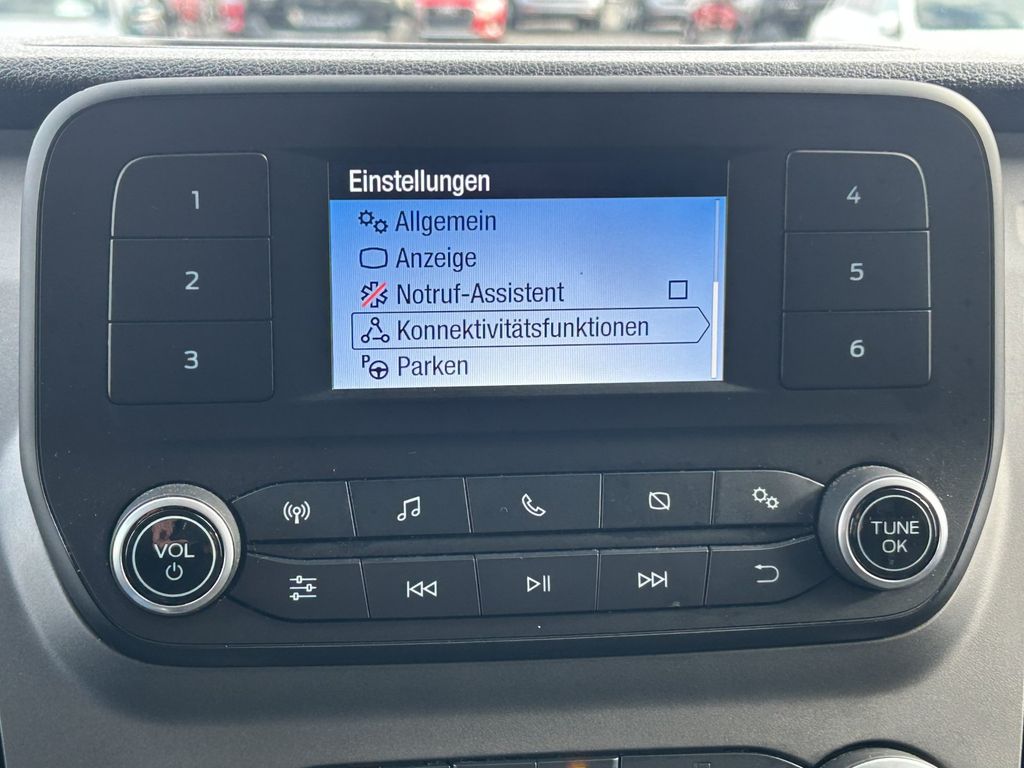 Einstellungen
Allgemein
Anzeige
Notruf-Assistent
Konnektivitätsfunktionen
P Parken
1
2
3
4
5
6
VOL
TUNE
OK